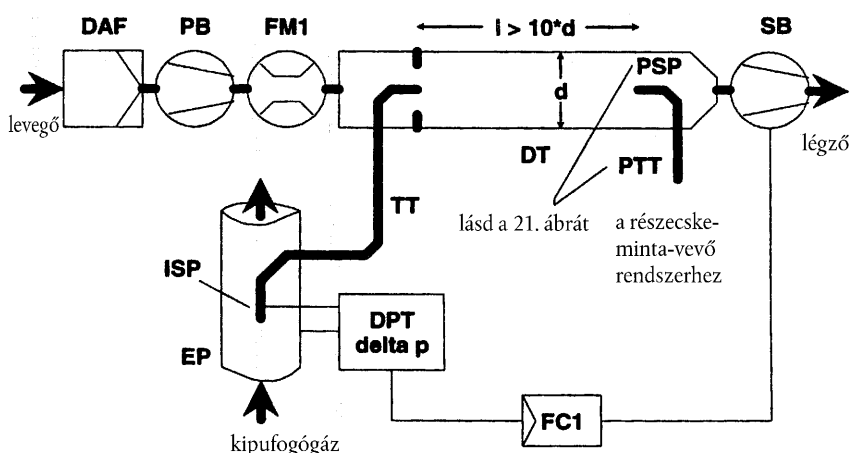 DAF
PB
FM1
l > 10*d
SB
levegő
d
PSP
légző
DT
PTT
TT
lásd a 21. ábrát
a részecske-
minta-vevő
rendszerhez
ISP
DPT
delta p
EP
FC1
kipufogógáz